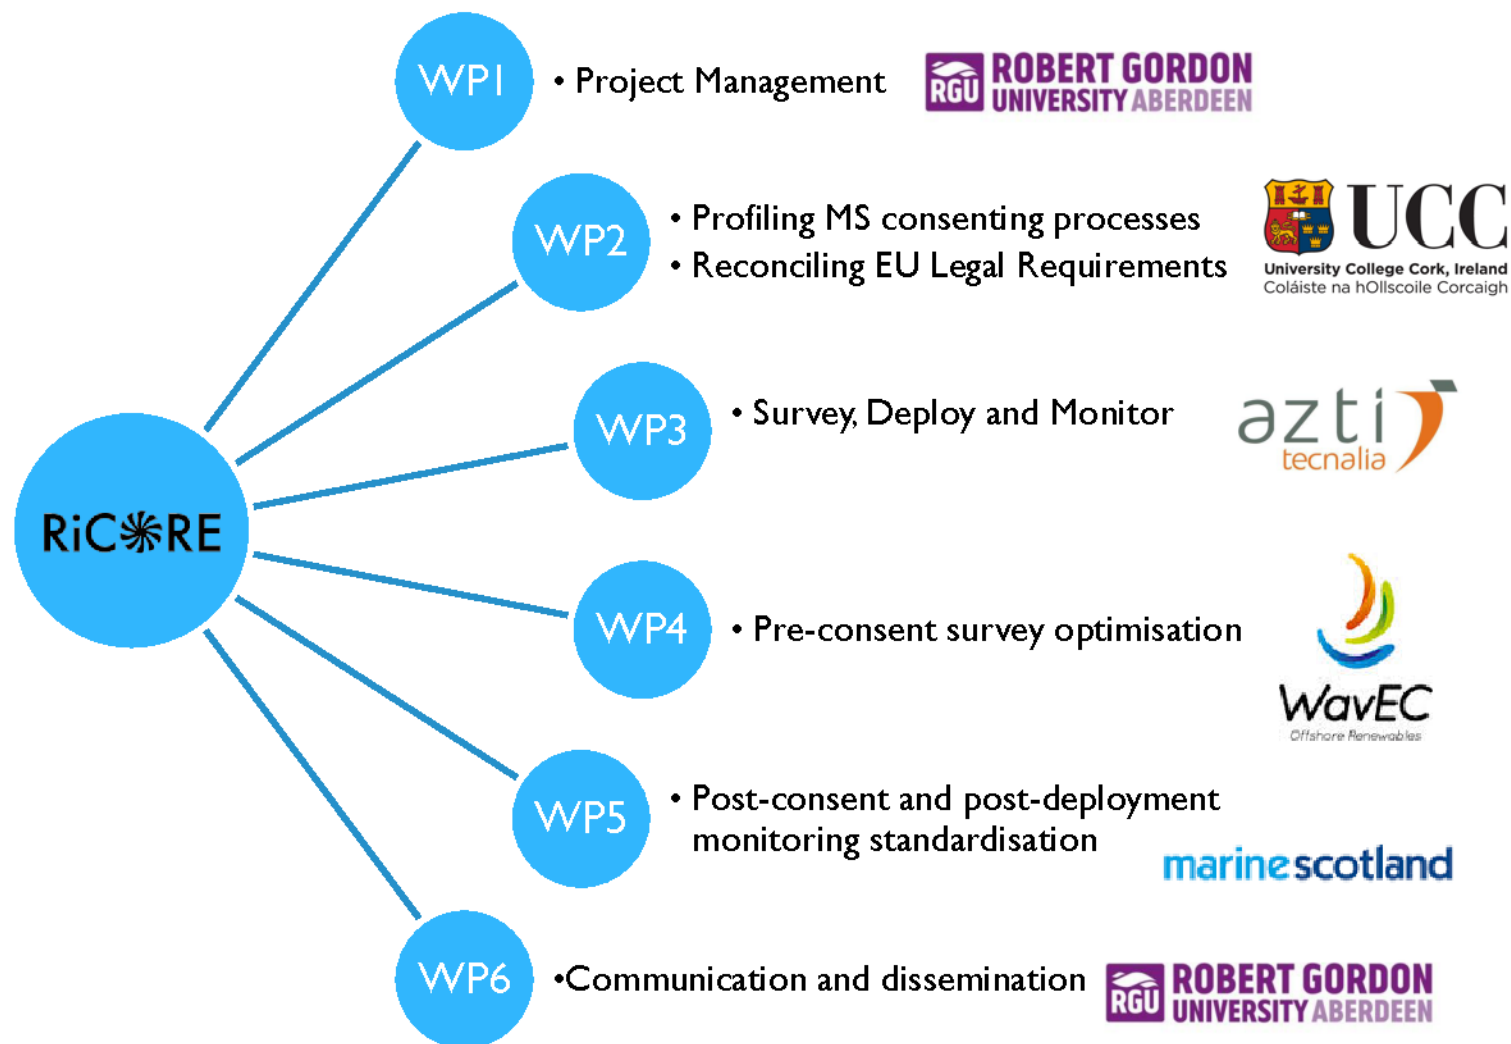 WP1
• Project Management
RGU
ROBERT GORDON
UNIVERSITY ABERDEEN
WP2
• Profiling MS consenting processes
• Reconciling EU Legal Requirements
UCC
University College Cork, Ireland
Coláiste na hOllscoile Corcaigh
WP3
• Survey, Deploy and Monitor
azti
tecnalia
RiCORE
WP4
• Pre-consent survey optimisation
WavEC
Offshore Renewables
WP5
• Post-consent and post-deployment
monitoring standardisation
marinescotland
WP6
•Communication and dissemination
RGU
ROBERT GORDON
UNIVERSITY ABERDEEN